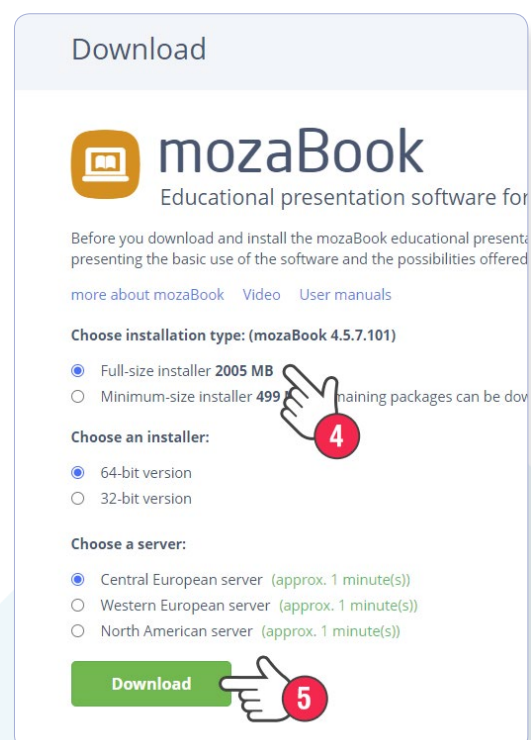 Download
mozaBook
Educational presentation software for
Before you download and install the mozaBook educational
presenting the basic use of the software and the possibilities offered
more about mozaBook Video User manuals
Choose installation type: (mozaBook 4.5.7.101)
Full-size installer 2005 MB
Minimum-size installer 499 packages can be
4
Choose an installer:
64-bit version
32-bit version
Choose a server:
Central European server (approx. 1 minute(s))
Western European server (approx. 1 minute(s))
North American server (approx. 1 minute(s))
Download
5